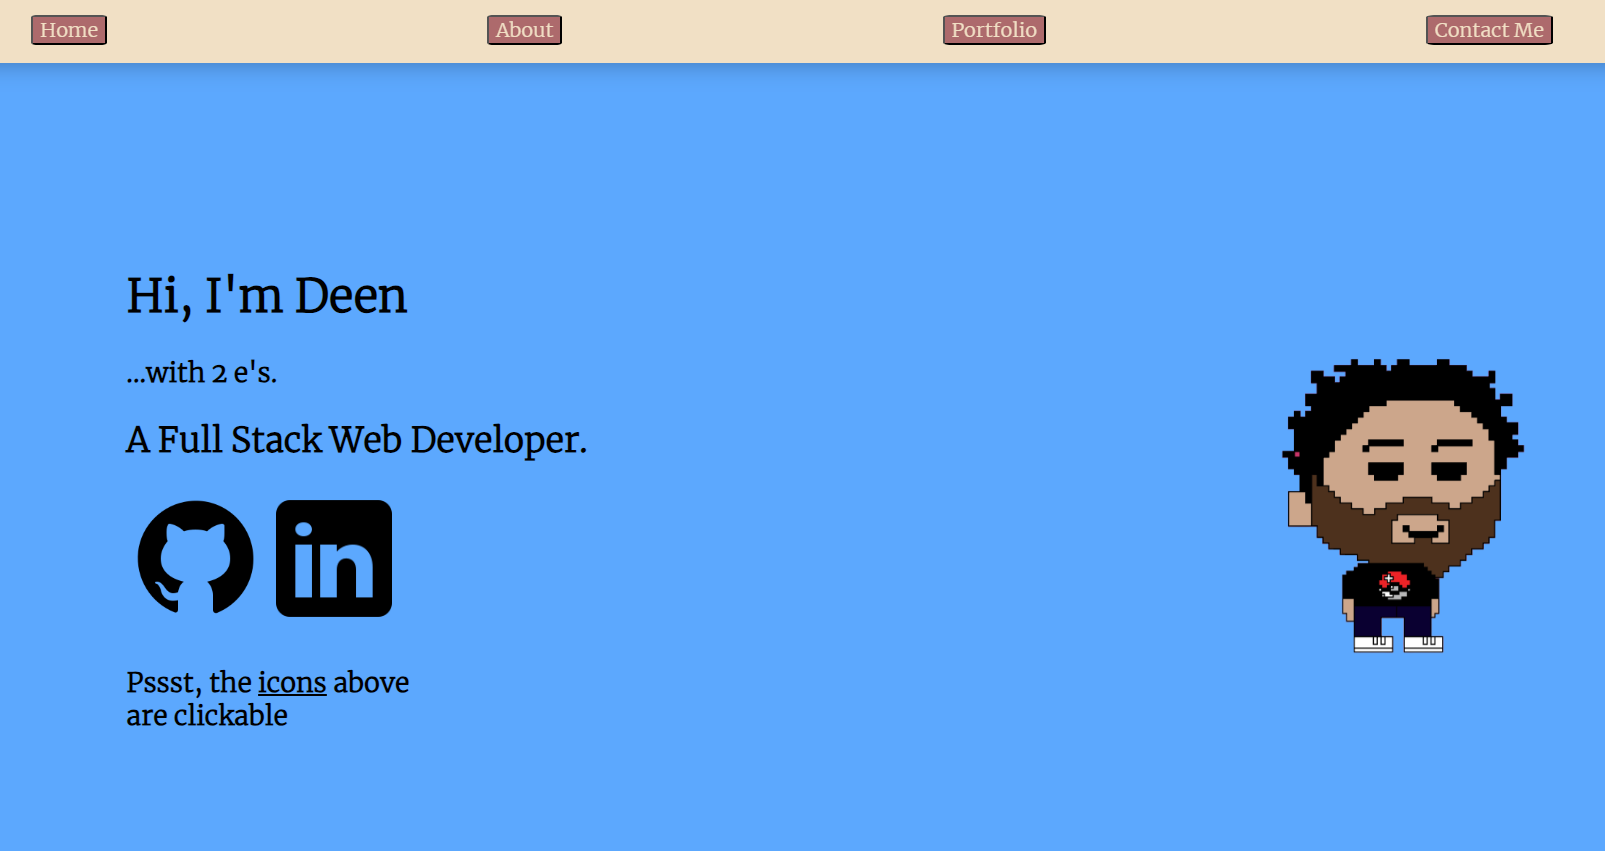 Home About Portfolio Contact Me
Hi, I'm Deen
...with 2 e's.
A Full Stack Web Developer.
in
Pssst, the icons above
are clickable